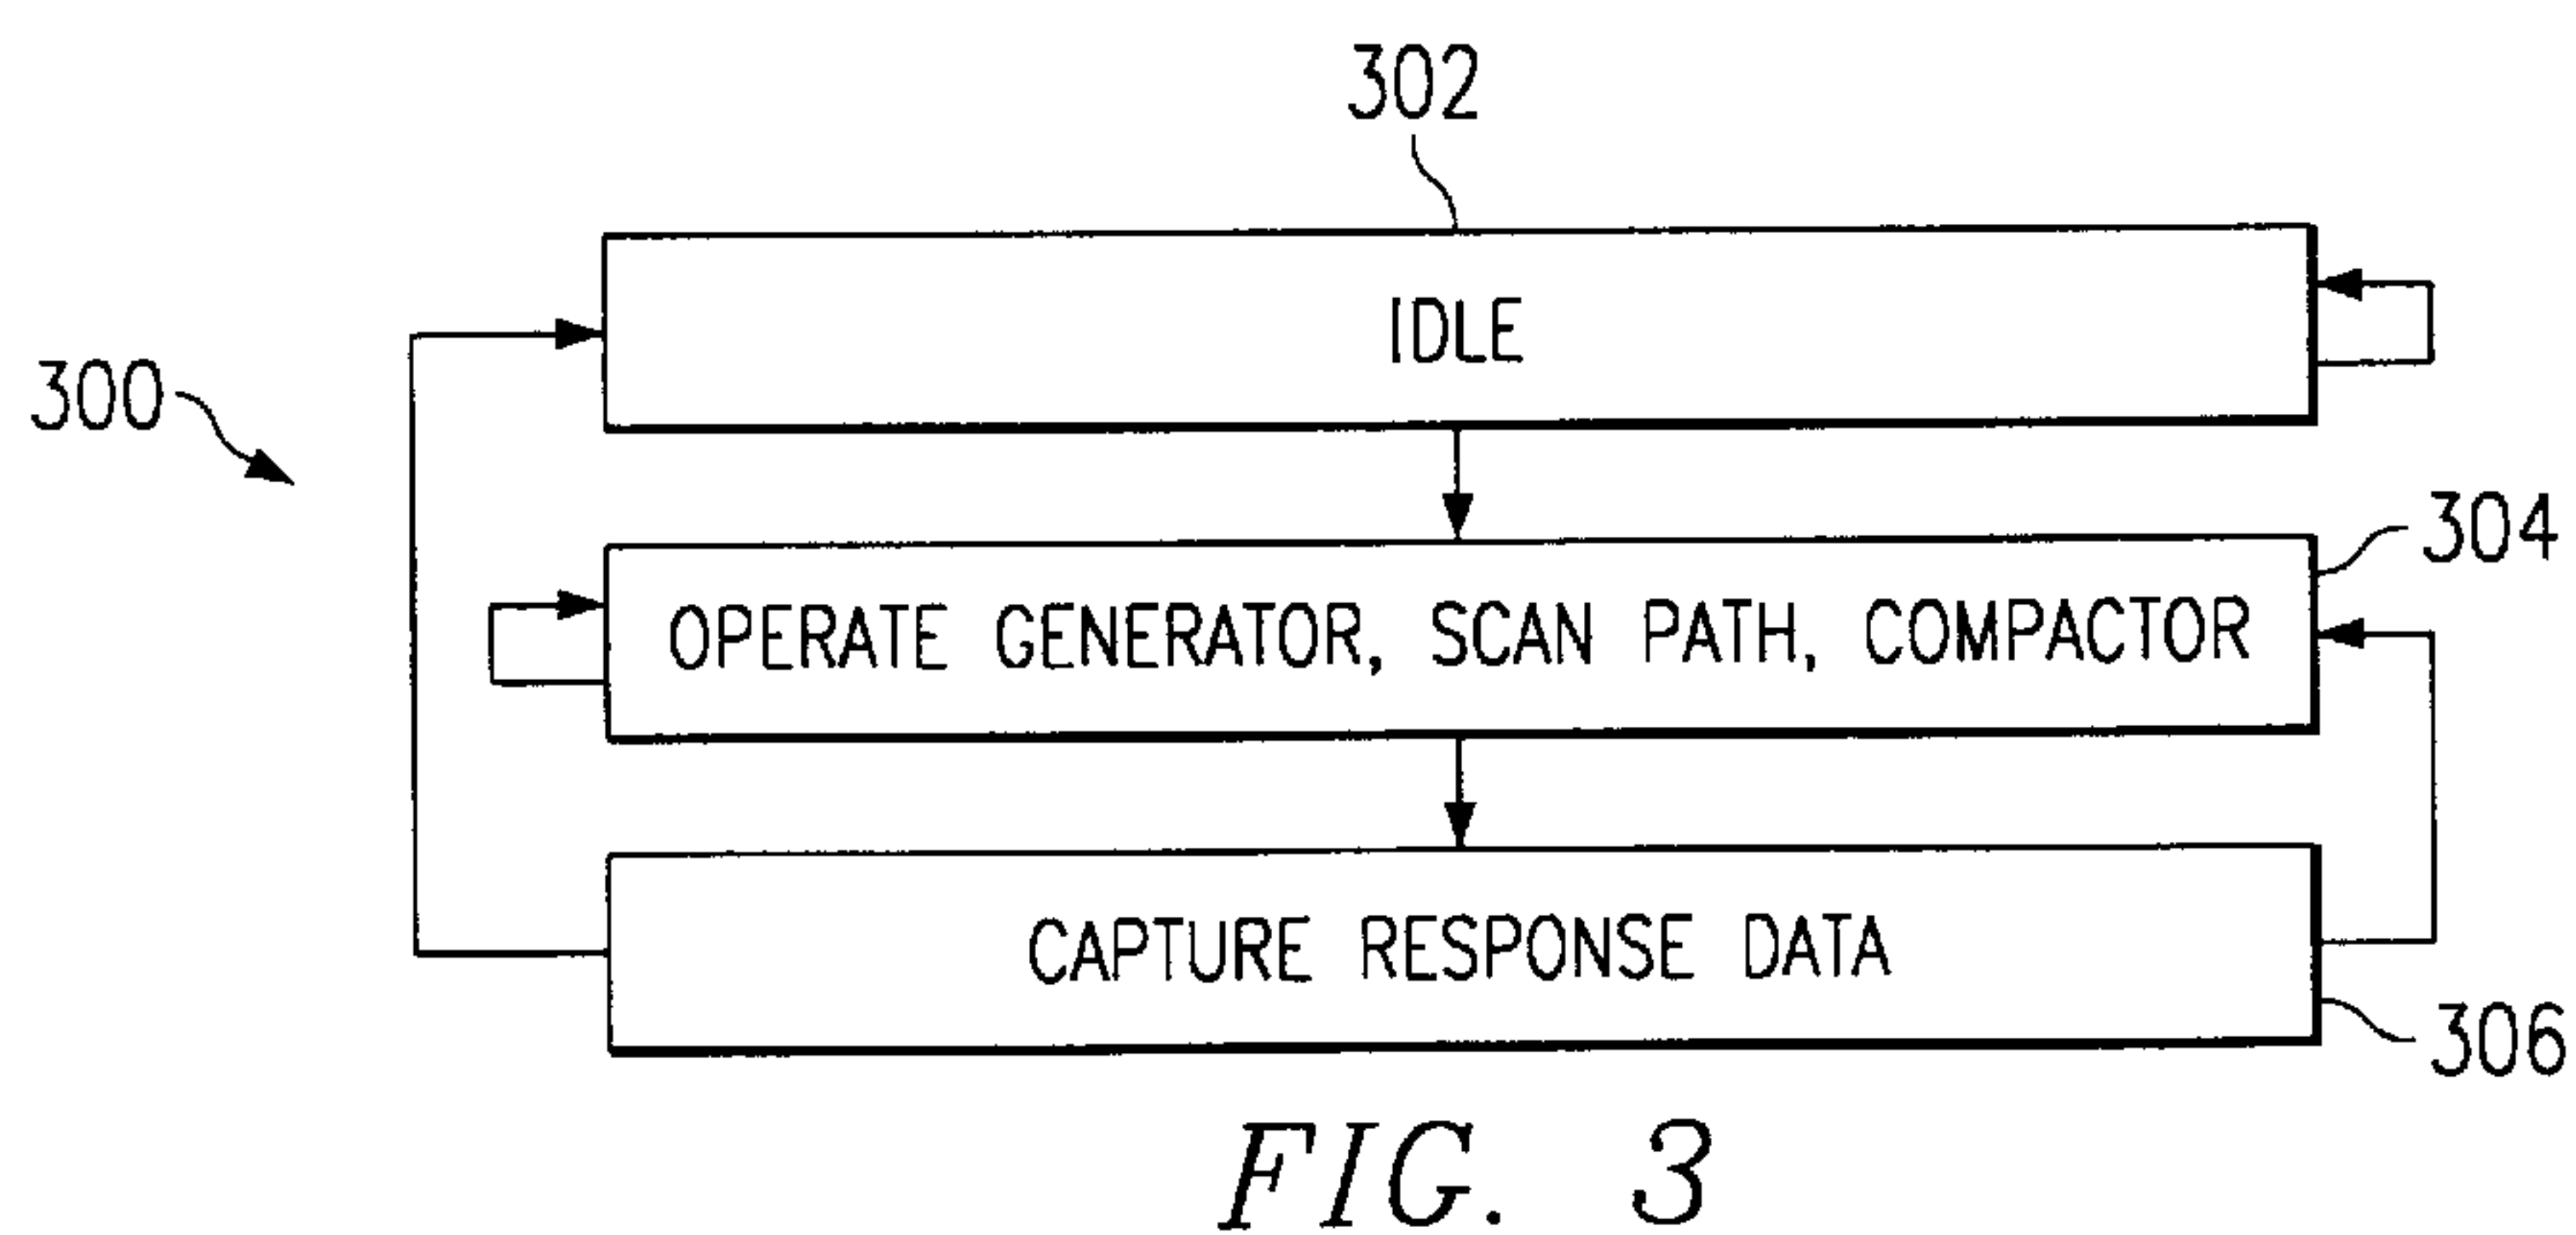 302
IDLE
300
304
OPERATE GENERATOR, SCAN PATH, COMPACTOR
CAPTURE RESPONSE DATA
306
FIG. 3